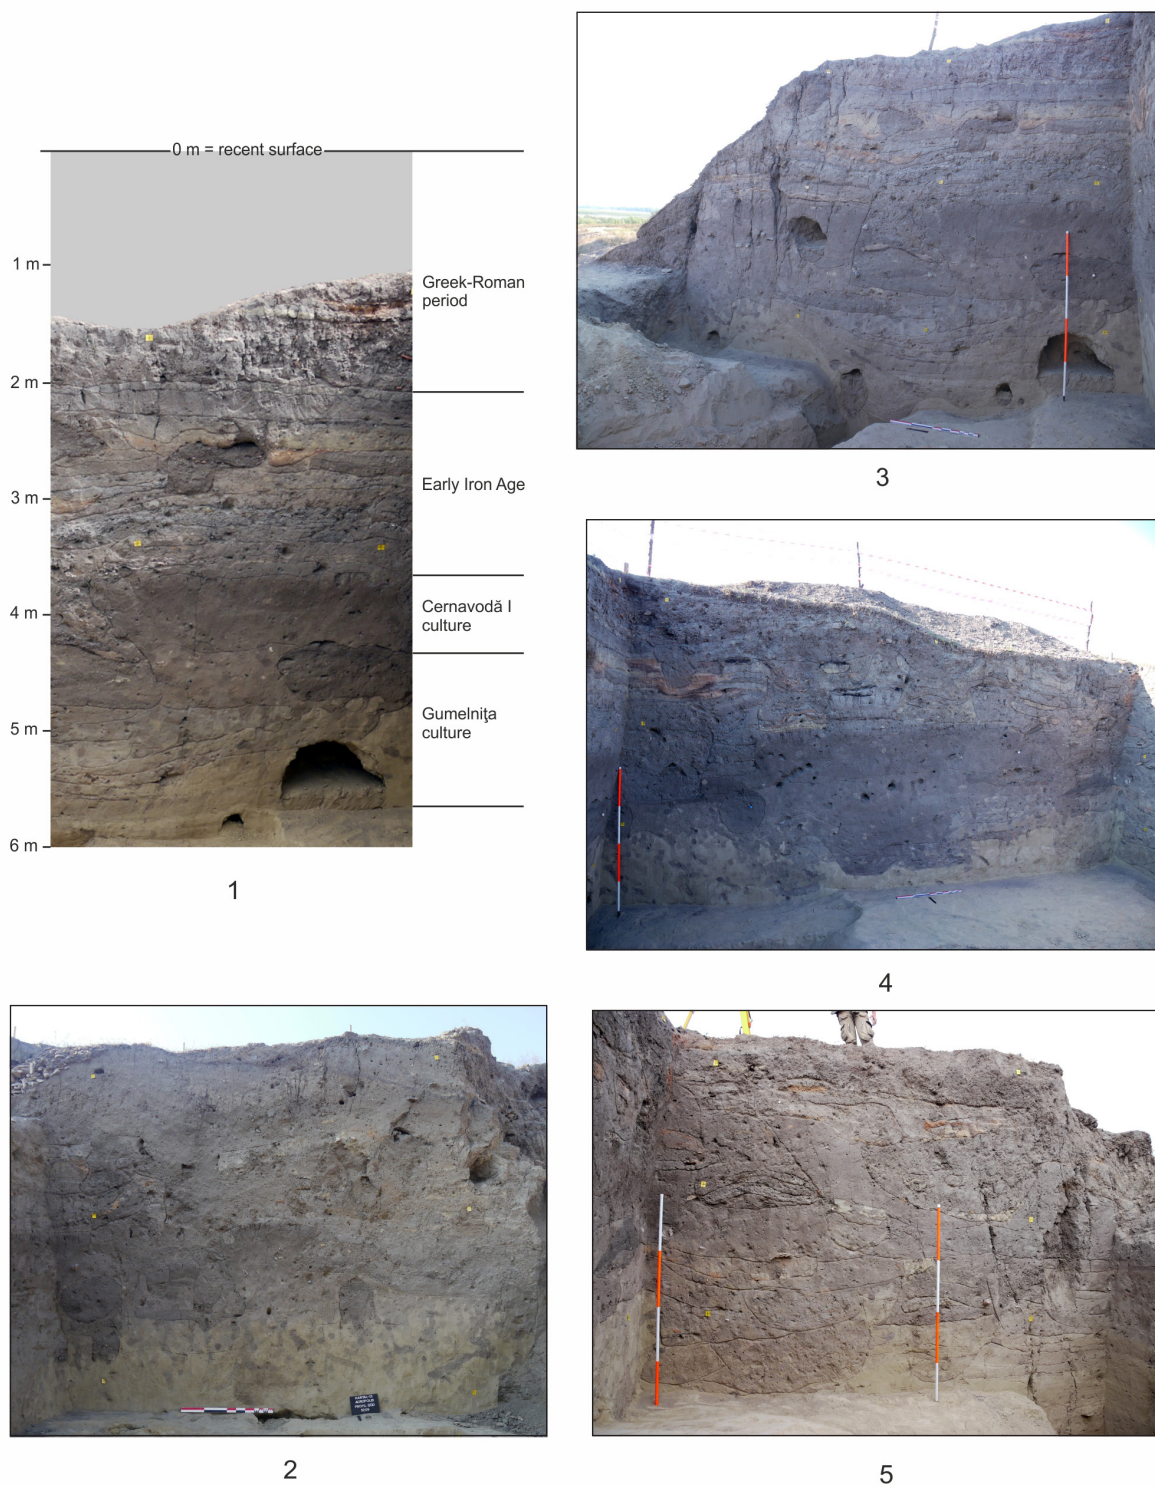 0 m = recent surface
1 m
2 m
3 m
4 m
5 m
6 m
Greek-Roman
period
Early Iron Age
Cernavodă I
culture
Gumelniţa
culture
1
3
4
2
5